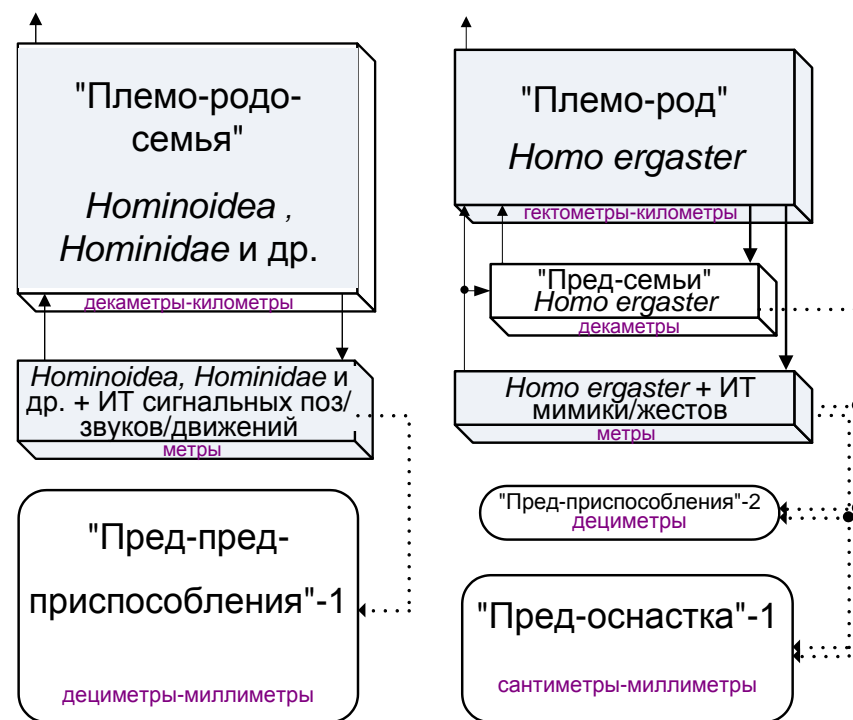 "Племо-родо-
семья"
Hominoidea ,
Hominidae и др.
декаметры-километры
Hominoidea, Hominidae и
др. + ИТ сигнальных поз/
звуков/движений
метры
"Пред-пред-
приспособления"-1
дециметры-миллиметры
"Племо-род"
Homo ergaster
гектометры-километры
"Пред-семьи"
Homo ergaster
декаметры
Homo ergaster + ИТ
мимики/жестов
метры
"Пред-приспособления"-2
дециметры
"Пред-оснастка"-1
сантиметры-миллиметры